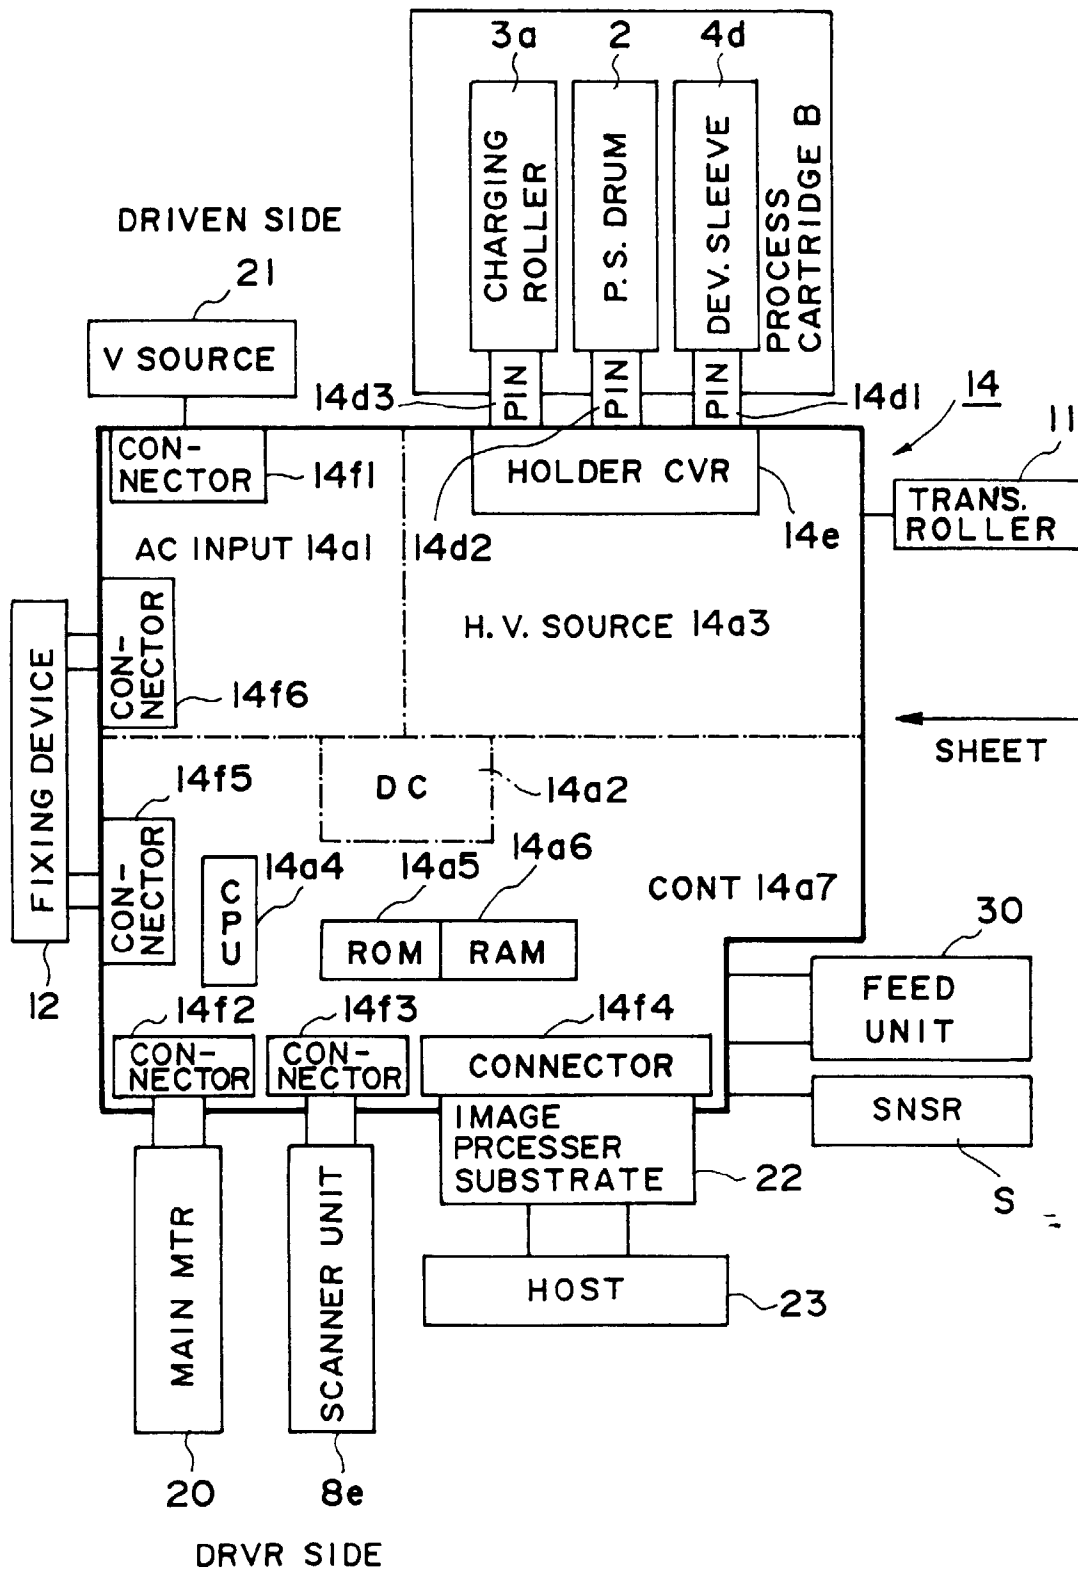 3a
2
4d
CHARGING
ROLLER
P.S. DRUM
DEV. SLEEVE
PROCESS
CARTRIDGE B
DRIVEN SIDE
21
V SOURCE
14d3
PIN
PIN
PIN
14d1
14
11
CON-
NECTOR
14f1
HOLDER CVR
TRANS.
ROLLER
AC INPUT 14a1
14d2
14e
H.V. SOURCE 14a3
CON-
NECTOR
14f6
FIXING DEVICE
SHEET
14f5
DC
14a2
CON-
NECTOR
CPU
14a4
14a5
14a6
CONT 14a7
ROM
RAM
30
FEED
UNIT
12
14f2
14f3
14f4
CON-
NECTOR
CON-
NECTOR
CONNECTOR
SNSR
IMAGE
PRCESSER
SUBSTRATE
22
S
MAIN MTR
SCANNER UNIT
HOST
23
20
8e
DRVR SIDE